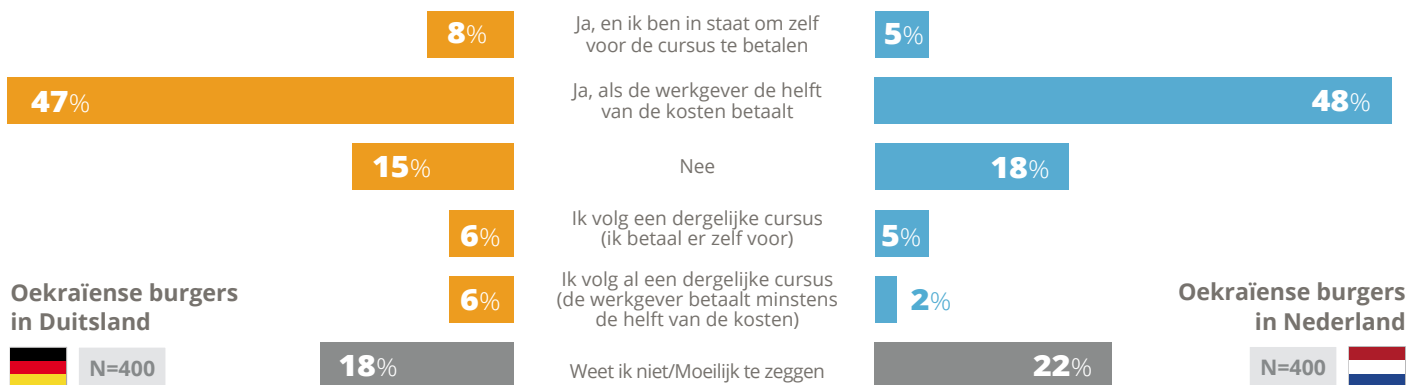 8%
Ja, en ik ben in staat om zelf
voor de cursus te betalen
5%
47%
Ja, als de werkgever de helft
van de kosten betaalt
48%
15%
Nee
18%
6%
Ik volg een dergelijke cursus
(ik betaal er zelf voor)
5%
6%
Ik volg al een dergelijke cursus
(de werkgever betaalt minstens
de helft van de kosten)
2%
Oekraïense burgers
in Duitsland
N=400
18%
Weet ik niet/Moeilijk te zeggen
22%
Oekraïense burgers
in Nederland
N=400